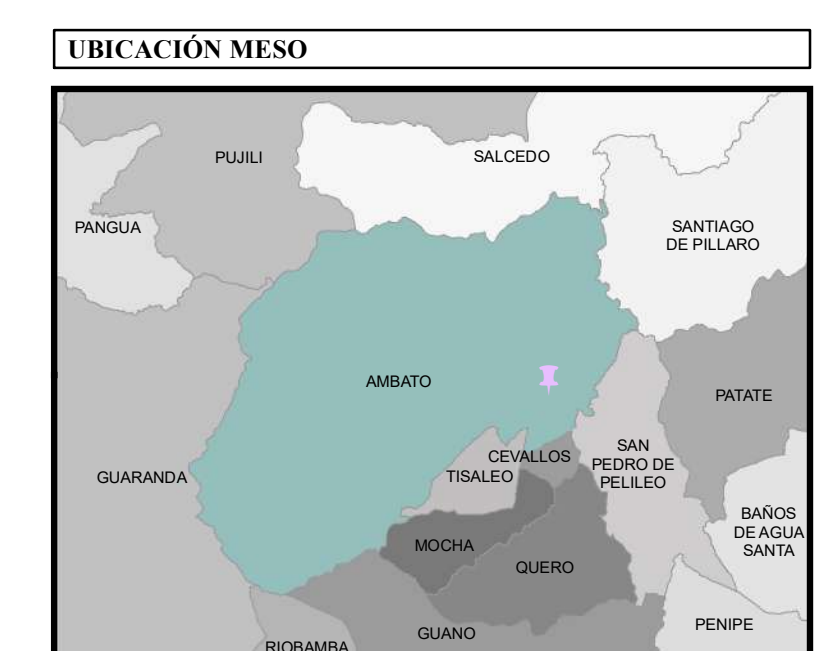 UBICACIÓN MESO
PUJILI
SALCEDO
PANGUA
SANTIAGO
DE PILLARO
AMBATO
PATATE
GUARANDA
TISALEO
CEVALLOS
SAN
PEDRO DE
PELILEO
BAÑOS
DE AGUA
SANTA
MOCHA
QUERO
PENIPE
GUANO
RIOBAMBA